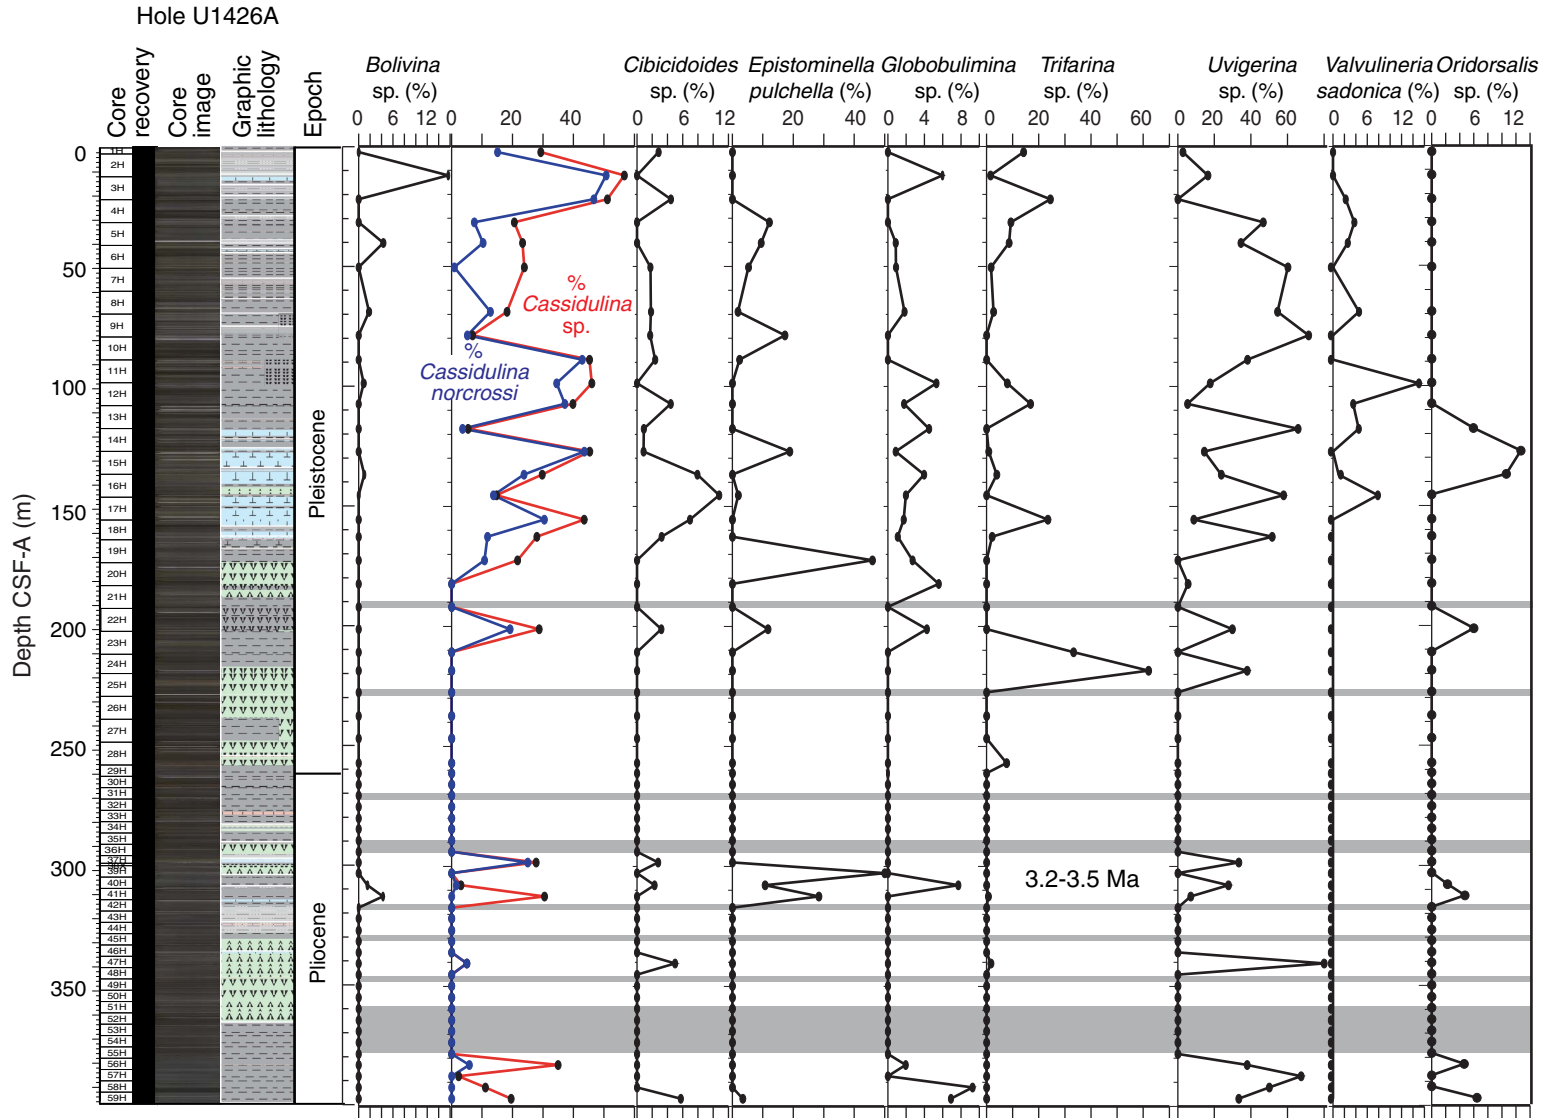 Hole U1426A
Core recovery
Core image
Graphic lithology
Epoch
Bolivina sp. (%)
Cibicidoides sp. (%)
Epistominella pulchella (%)
Globobulimina sp. (%)
Trifarina sp. (%)
Uvigerina sp. (%)
Valvulineria sadonica (%)
Oridorsalis sp. (%)
0 6 12
0 20 40
0 6 12
20 40
0 4 8
0 20 40 60
0 20 40 60
0 6 12
0 6 12
Depth CSF-A (m)
0
50
100
150
200
250
300
350
1H
2H
3H
4H
5H
6H
7H
8H
9H
10H
11H
12H
13H
14H
15H
16H
17H
18H
19H
20H
21H
22H
23H
24H
25H
26H
27H
28H
29H
30H
31H
32H
33H
34H
35H
36H
37H
39H
40H
41H
42H
43H
44H
45H
46H
47H
48H
49H
50H
51H
52H
53H
54H
55H
56H
57H
58H
59H
Pleistocene
Pliocene
%
Cassidulina
sp.
%
Cassidulina
norcrossi
3.2-3.5 Ma